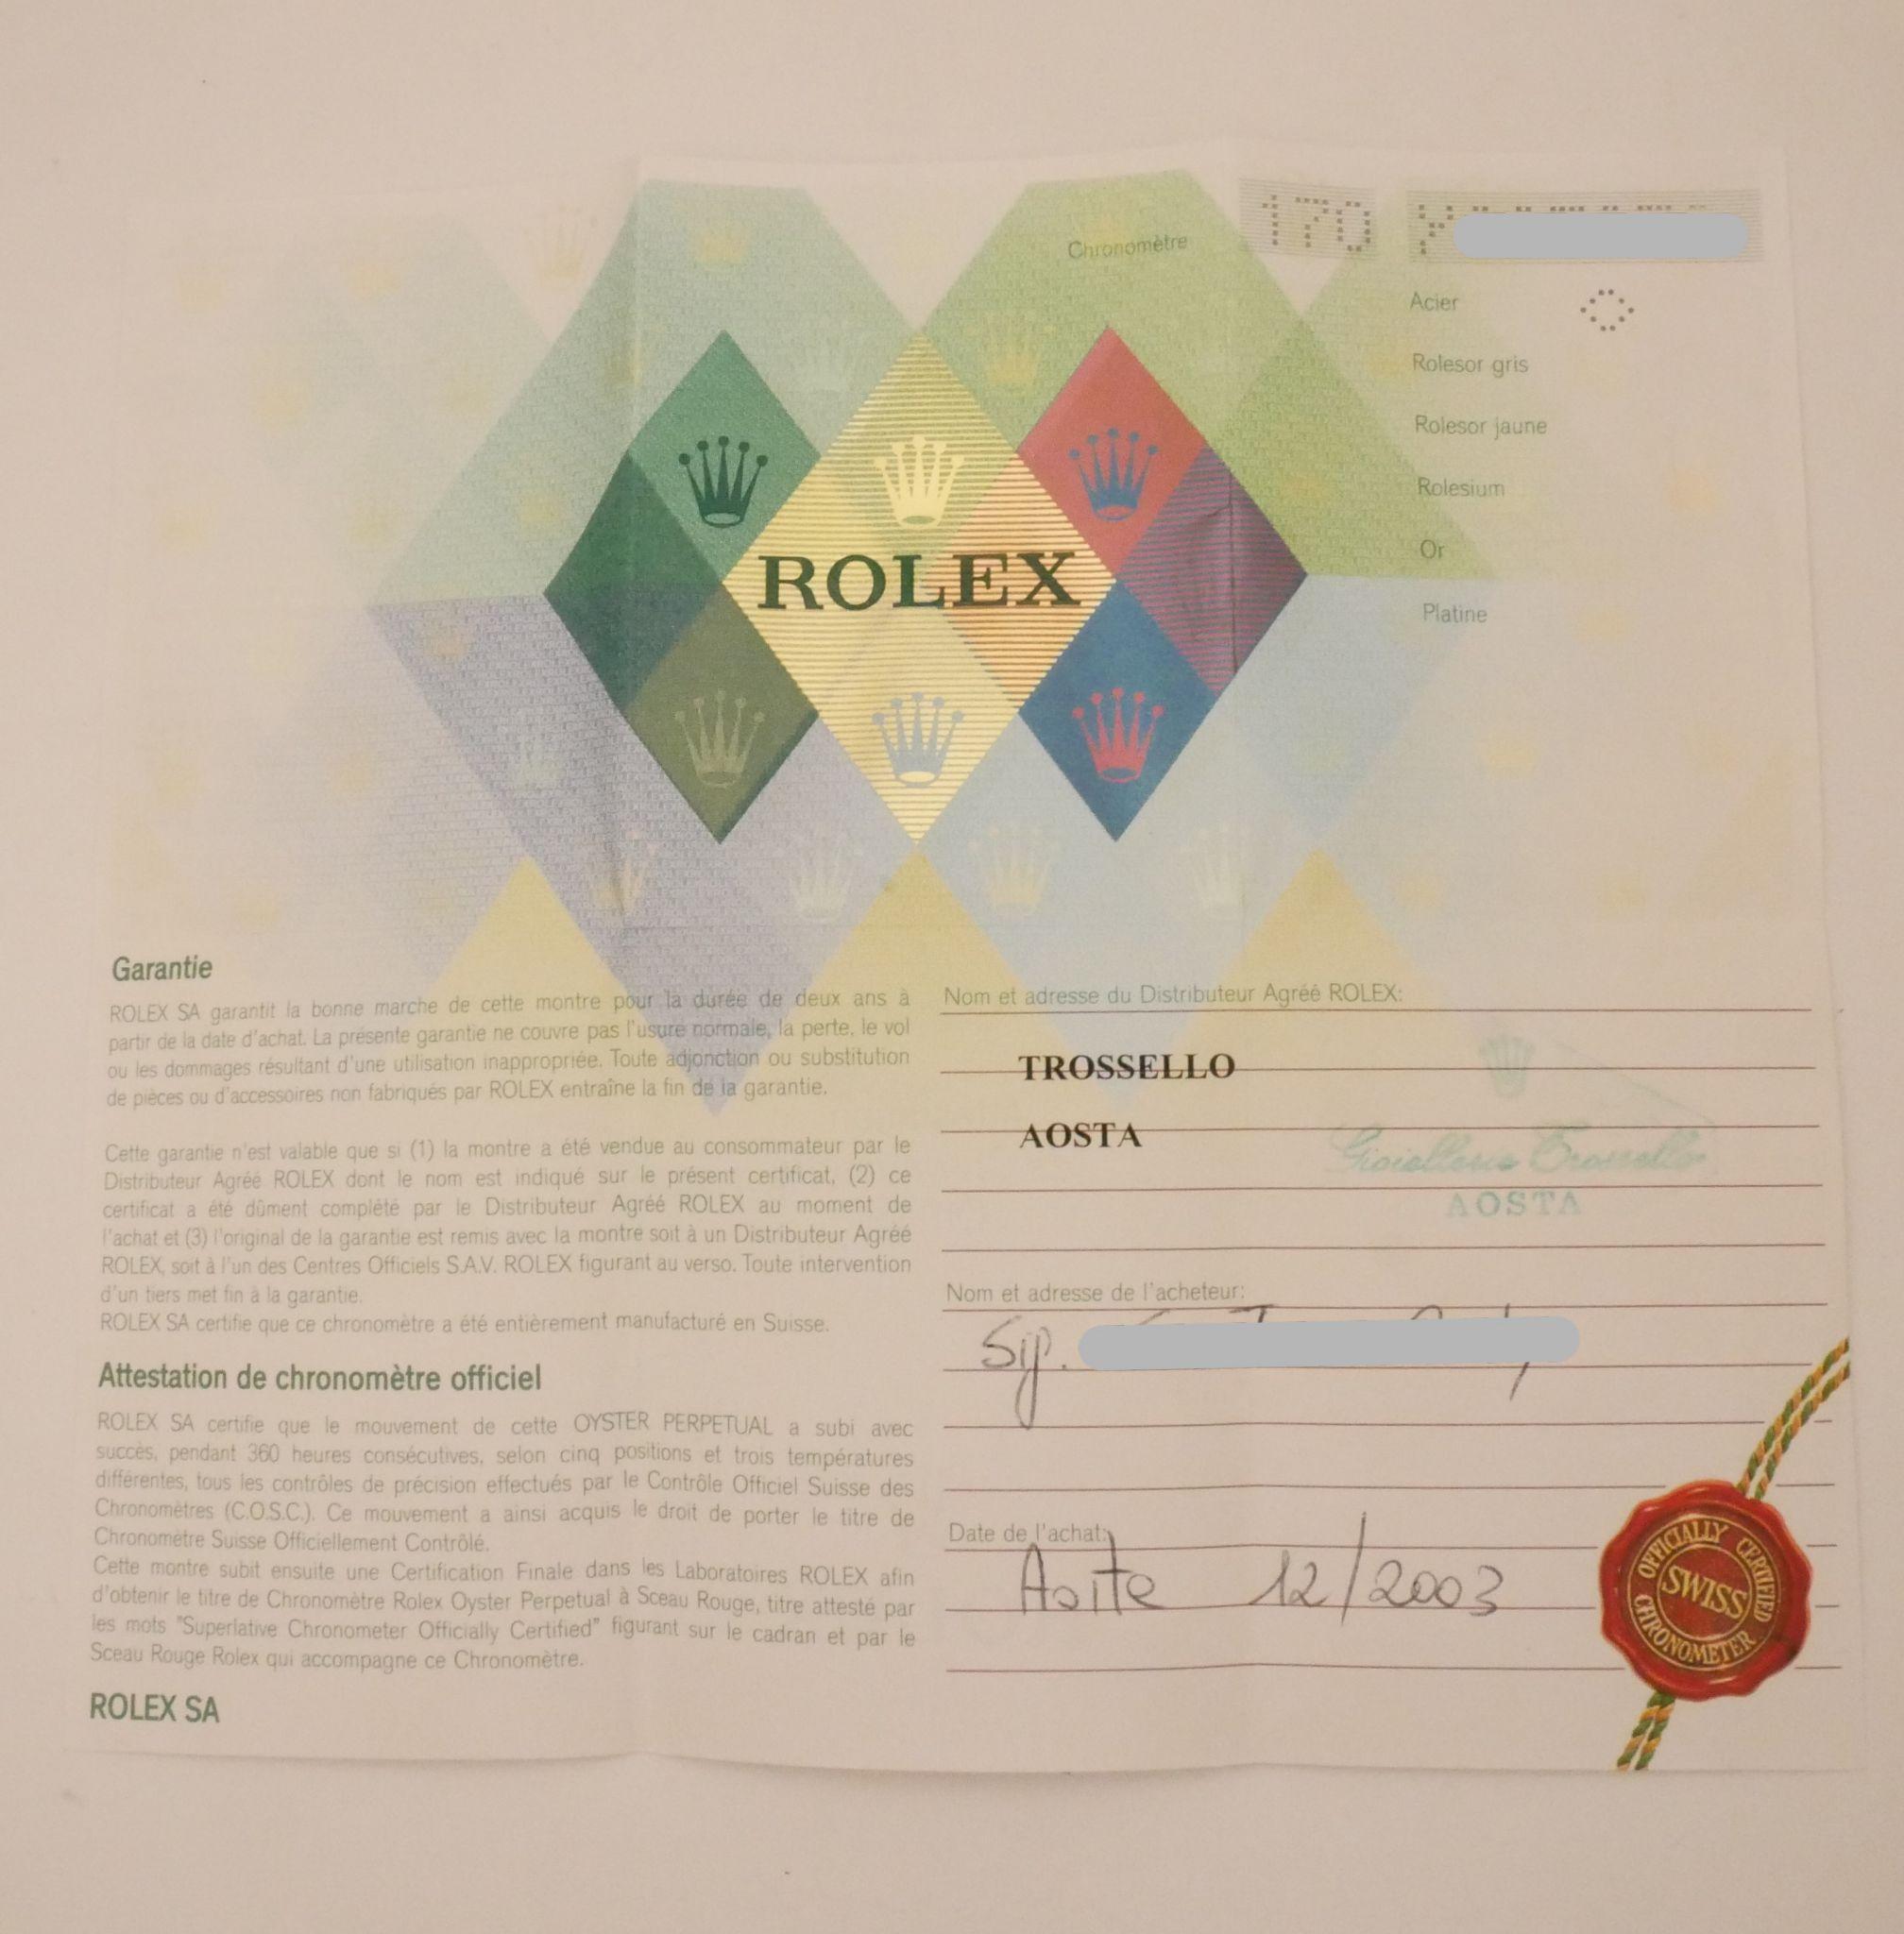 Chronomètre
170
Y
Acier
Rolesor gris
Rolesor jaune
Rolesium
Or
Platine
ROLEX
Garantie
ROLEX SA garantit la bonne marche de cette montre pour la durée de deux ans à
partir de la date d'achat. La présente garantie ne couvre pas l'usure normale, la perte, le vol
ou les dommages résultant d'une utilisation inappropriée. Toute adjonction ou substitution
de pièces ou d'accessoires non fabriqués par ROLEX entraîne la fin de la garantie.
Cette garantie n'est valable que si (1) la montre a été vendue au consommateur par le
Distributeur Agréé ROLEX dont le nom est indiqué sur le présent certificat, (2) ce
certificat a été dûment complété par le Distributeur Agréé ROLEX au moment de
l'achat et (3) l'original de la garantie est remis avec la montre soit à un Distributeur Agréé
ROLEX, soit à l'un des Centres Officiels S.A.V. ROLEX figurant au verso. Toute intervention
d'un tiers met fin à la garantie.
ROLEX SA certifie que ce chronomètre a été entièrement manufacturé en Suisse.
Attestation de chronomètre officiel
ROLEX SA certifie que le mouvement de cette OYSTER PERPETUAL a subi avec
succès, pendant 360 heures consécutives, selon cinq positions et trois températures
différentes, tous les contrôles de précision effectués par le Contrôle Officiel Suisse des
Chronomètres (C.O.S.C.). Ce mouvement a ainsi acquis le droit de porter le titre de
Chronomètre Suisse Officiellement Contrôlé.
Cette montre subit ensuite une Certification Finale dans les Laboratoires ROLEX afin
d'obtenir le titre de Chronomètre Rolex Oyster Perpetual à Sceau Rouge, titre attesté par
les mots "Superlative Chronometer Officially Certified" figurant sur le cadran et par le
Sceau Rouge Rolex qui accompagne ce Chronomètre.
ROLEX SA
Nom et adresse du Distributeur Agréé ROLEX:
TROSSELLO
AOSTA
Gioielleria Trossello
AOSTA
Nom et adresse de l'acheteur:
Sig.
Date de l'achat:
12/2003
OFFICIALLY CERTIFIED
SWISS
CHRONOMETER